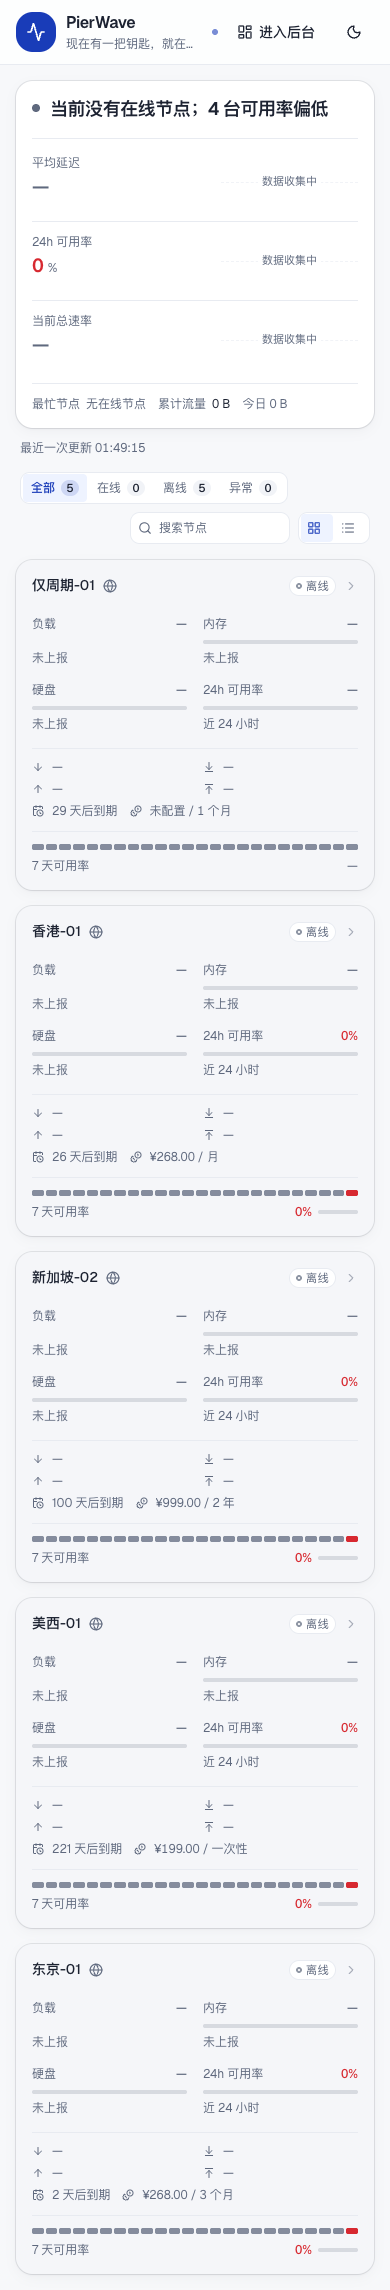 PierWave
现在有一把钥匙，就在…
进入后台
当前没有在线节点；4 台可用率偏低
平均延迟
—
数据收集中
24h 可用率
0 %
数据收集中
当前总速率
—
数据收集中
最忙节点 无在线节点 累计流量 0 B 今日 0 B
最近一次更新 01:49:15
全部 5 在线 0 离线 5 异常 0
搜索节点
仅周期-01 离线
负载 — 内存 —
未上报 未上报
硬盘 — 24h 可用率 —
未上报 近 24 小时
↓ — ↓ —
↑ — ↑ —
29 天后到期 未配置 / 1 个月
7 天可用率 —
香港-01 离线
负载 — 内存 —
未上报 未上报
硬盘 — 24h 可用率 0%
未上报 近 24 小时
↓ — ↓ —
↑ — ↑ —
26 天后到期 ¥268.00 / 月
7 天可用率 0%
新加坡-02 离线
负载 — 内存 —
未上报 未上报
硬盘 — 24h 可用率 0%
未上报 近 24 小时
↓ — ↓ —
↑ — ↑ —
100 天后到期 ¥999.00 / 2 年
7 天可用率 0%
美西-01 离线
负载 — 内存 —
未上报 未上报
硬盘 — 24h 可用率 0%
未上报 近 24 小时
↓ — ↓ —
↑ — ↑ —
221 天后到期 ¥199.00 / 一次性
7 天可用率 0%
东京-01 离线
负载 — 内存 —
未上报 未上报
硬盘 — 24h 可用率 0%
未上报 近 24 小时
↓ — ↓ —
↑ — ↑ —
2 天后到期 ¥268.00 / 3 个月
7 天可用率 0%